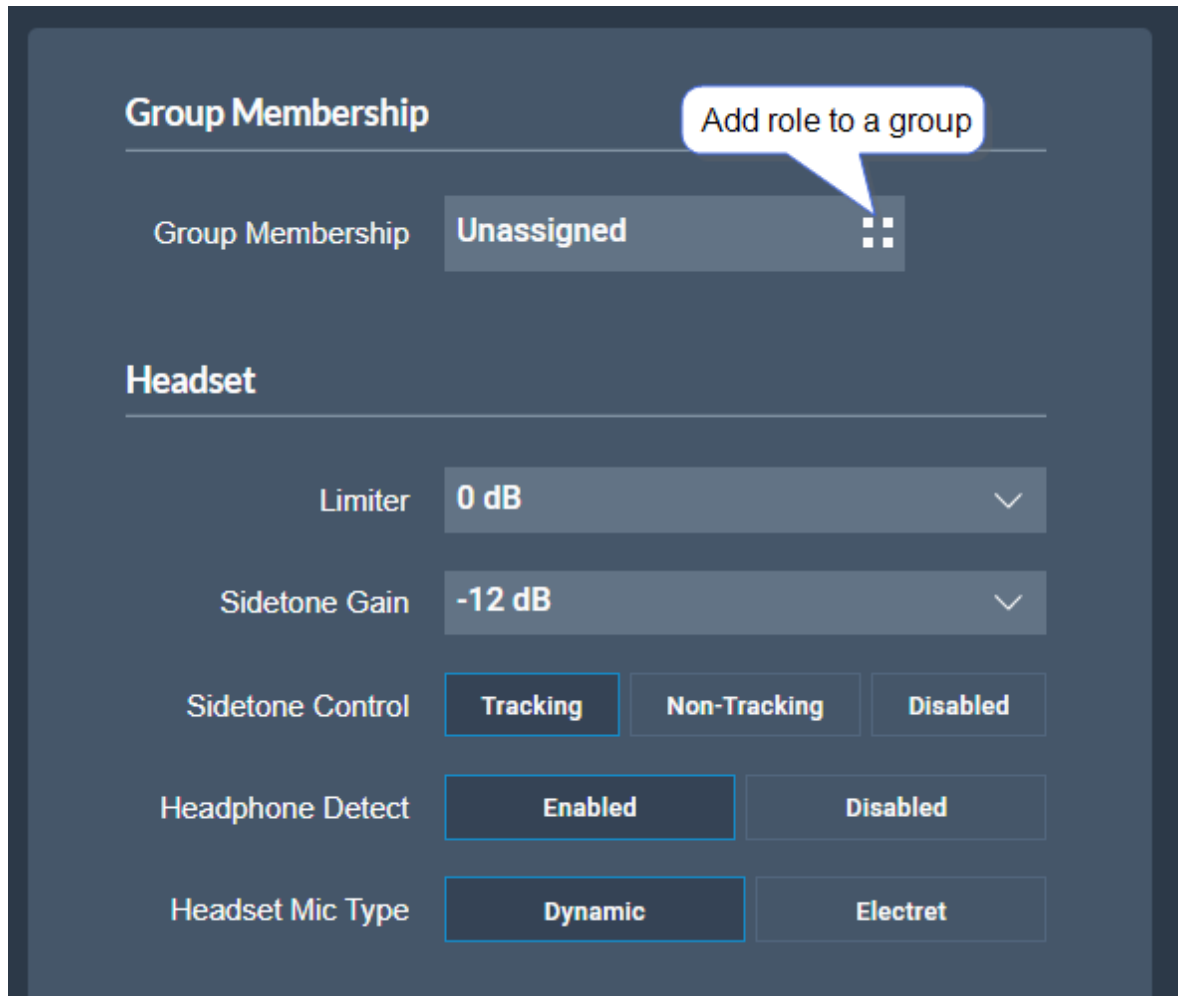 Group Membership
Add role to a group
Group Membership Unassigned
Headset
Limiter 0 dB
Sidetone Gain -12 dB
Sidetone Control Tracking Non-Tracking Disabled
Headphone Detect Enabled Disabled
Headset Mic Type Dynamic Electret